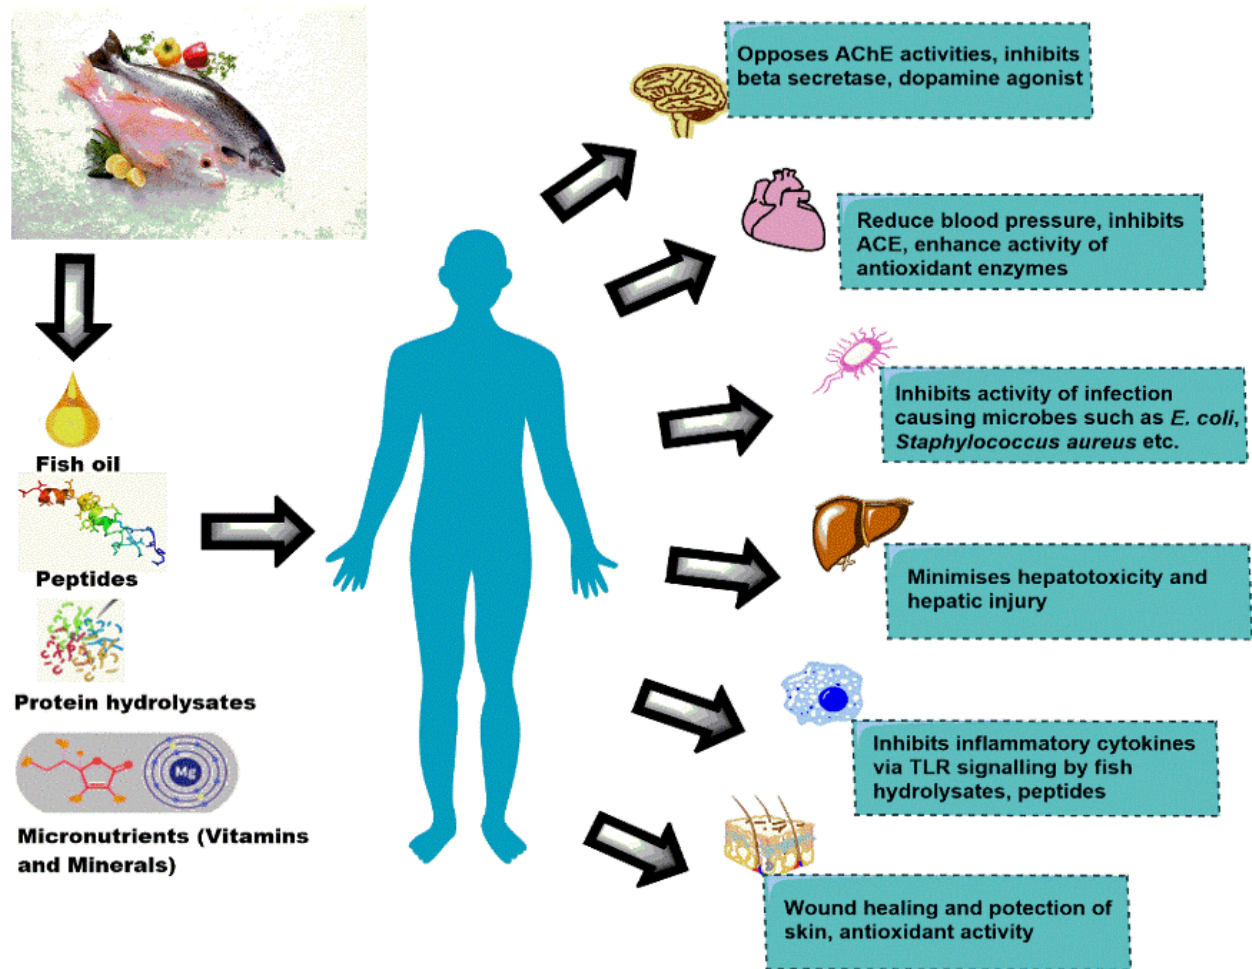 Opposes AChE activities, inhibits
beta secretase, dopamine agonist
Reduce blood pressure, inhibits
ACE, enhance activity of
antioxidant enzymes
Inhibits activity of infection
causing microbes such as E. coli,
Staphylococcus aureus etc.
Minimises hepatotoxicity and
hepatic injury
Inhibits inflammatory cytokines
via TLR signalling by fish
hydrolysates, peptides
Wound healing and potection of
skin, antioxidant activity
Fish oil
Peptides
Protein hydrolysates
Mg
Micronutrients (Vitamins
and Minerals)